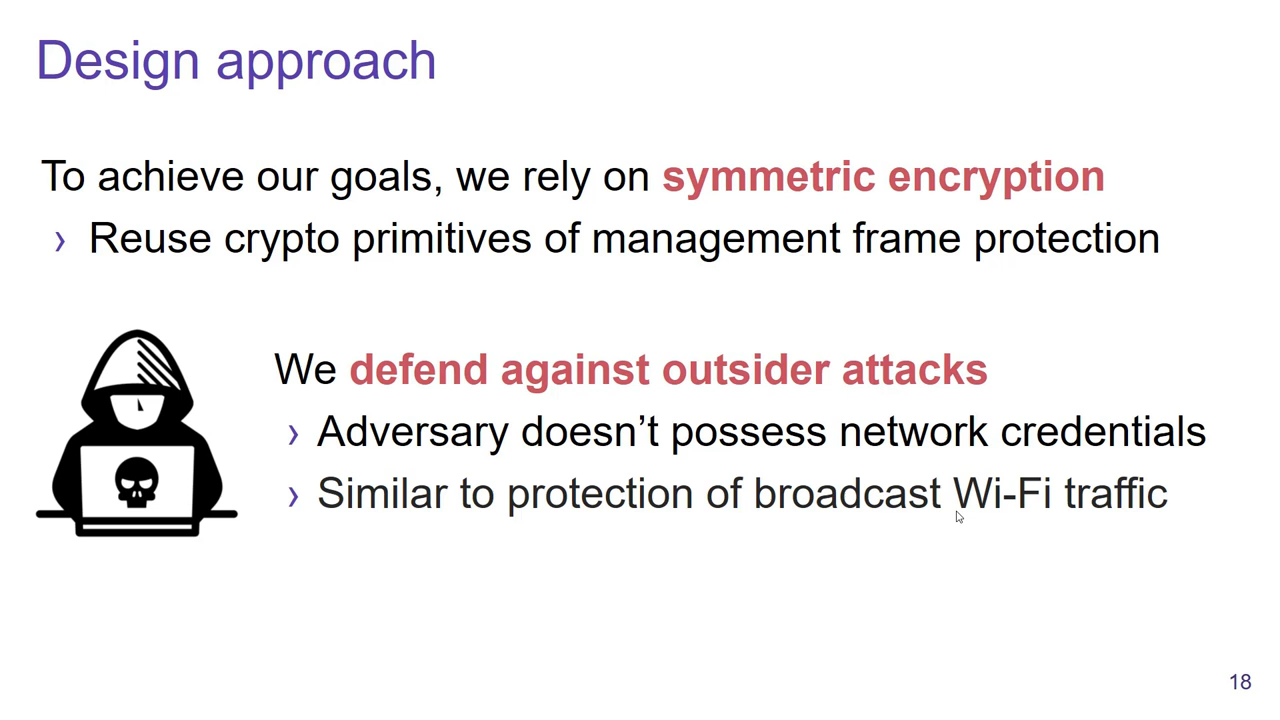 Design approach
To achieve our goals, we rely on symmetric encryption
› Reuse crypto primitives of management frame protection
We defend against outsider attacks
› Adversary doesn’t possess network credentials
› Similar to protection of broadcast Wi-Fi traffic
18